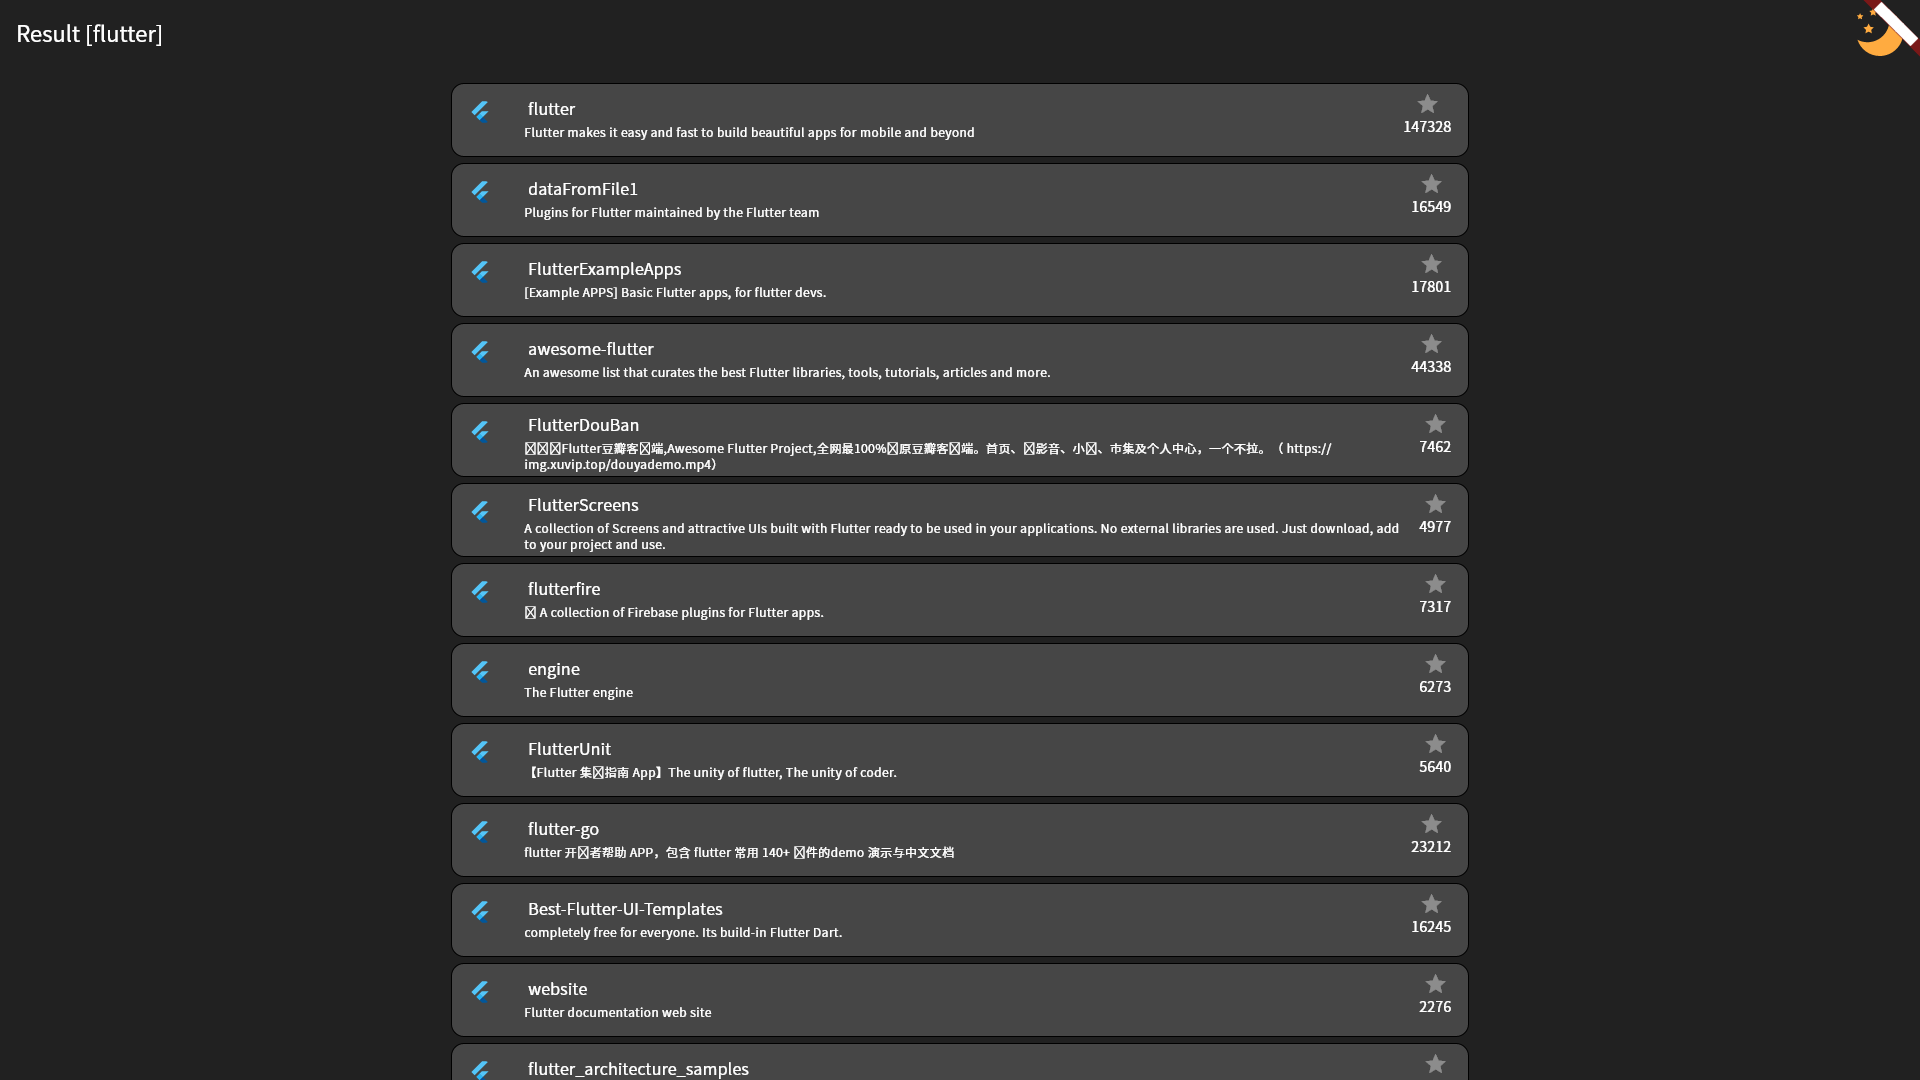 Result [flutter]
flutter
Flutter makes it easy and fast to build beautiful apps for mobile and beyond
147328
dataFromFile1
Plugins for Flutter maintained by the Flutter team
16549
FlutterExampleApps
[Example APPS] Basic Flutter apps, for flutter devs.
17801
awesome-flutter
An awesome list that curates the best Flutter libraries, tools, tutorials, articles and more.
44338
FlutterDouBan
Flutter豆瓣客端,Awesome Flutter Project,全网最100%原豆瓣客端。首页、影音、小、市集及个人中心，一个不拉。（ https://
img.xuvip.top/douyademo.mp4）
7462
FlutterScreens
A collection of Screens and attractive UIs built with Flutter ready to be used in your applications. No external libraries are used. Just download, add
to your project and use.
4977
flutterfire
A collection of Firebase plugins for Flutter apps.
7317
engine
The Flutter engine
6273
FlutterUnit
【Flutter 集指南 App】The unity of flutter, The unity of coder.
5640
flutter-go
flutter 开者帮助 APP，包含 flutter 常用 140+ 件的demo 演示与中文文档
23212
Best-Flutter-UI-Templates
completely free for everyone. Its build-in Flutter Dart.
16245
website
Flutter documentation web site
2276
flutter_architecture_samples